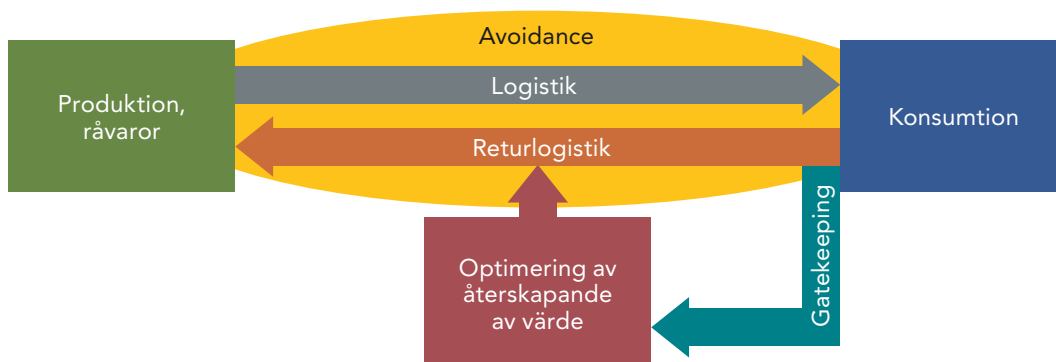 Avoidance
Produktion,
råvaror
Logistik
Konsumtion
Returlogistik
Gatekeeping
Optimering av
återskapande
av värde